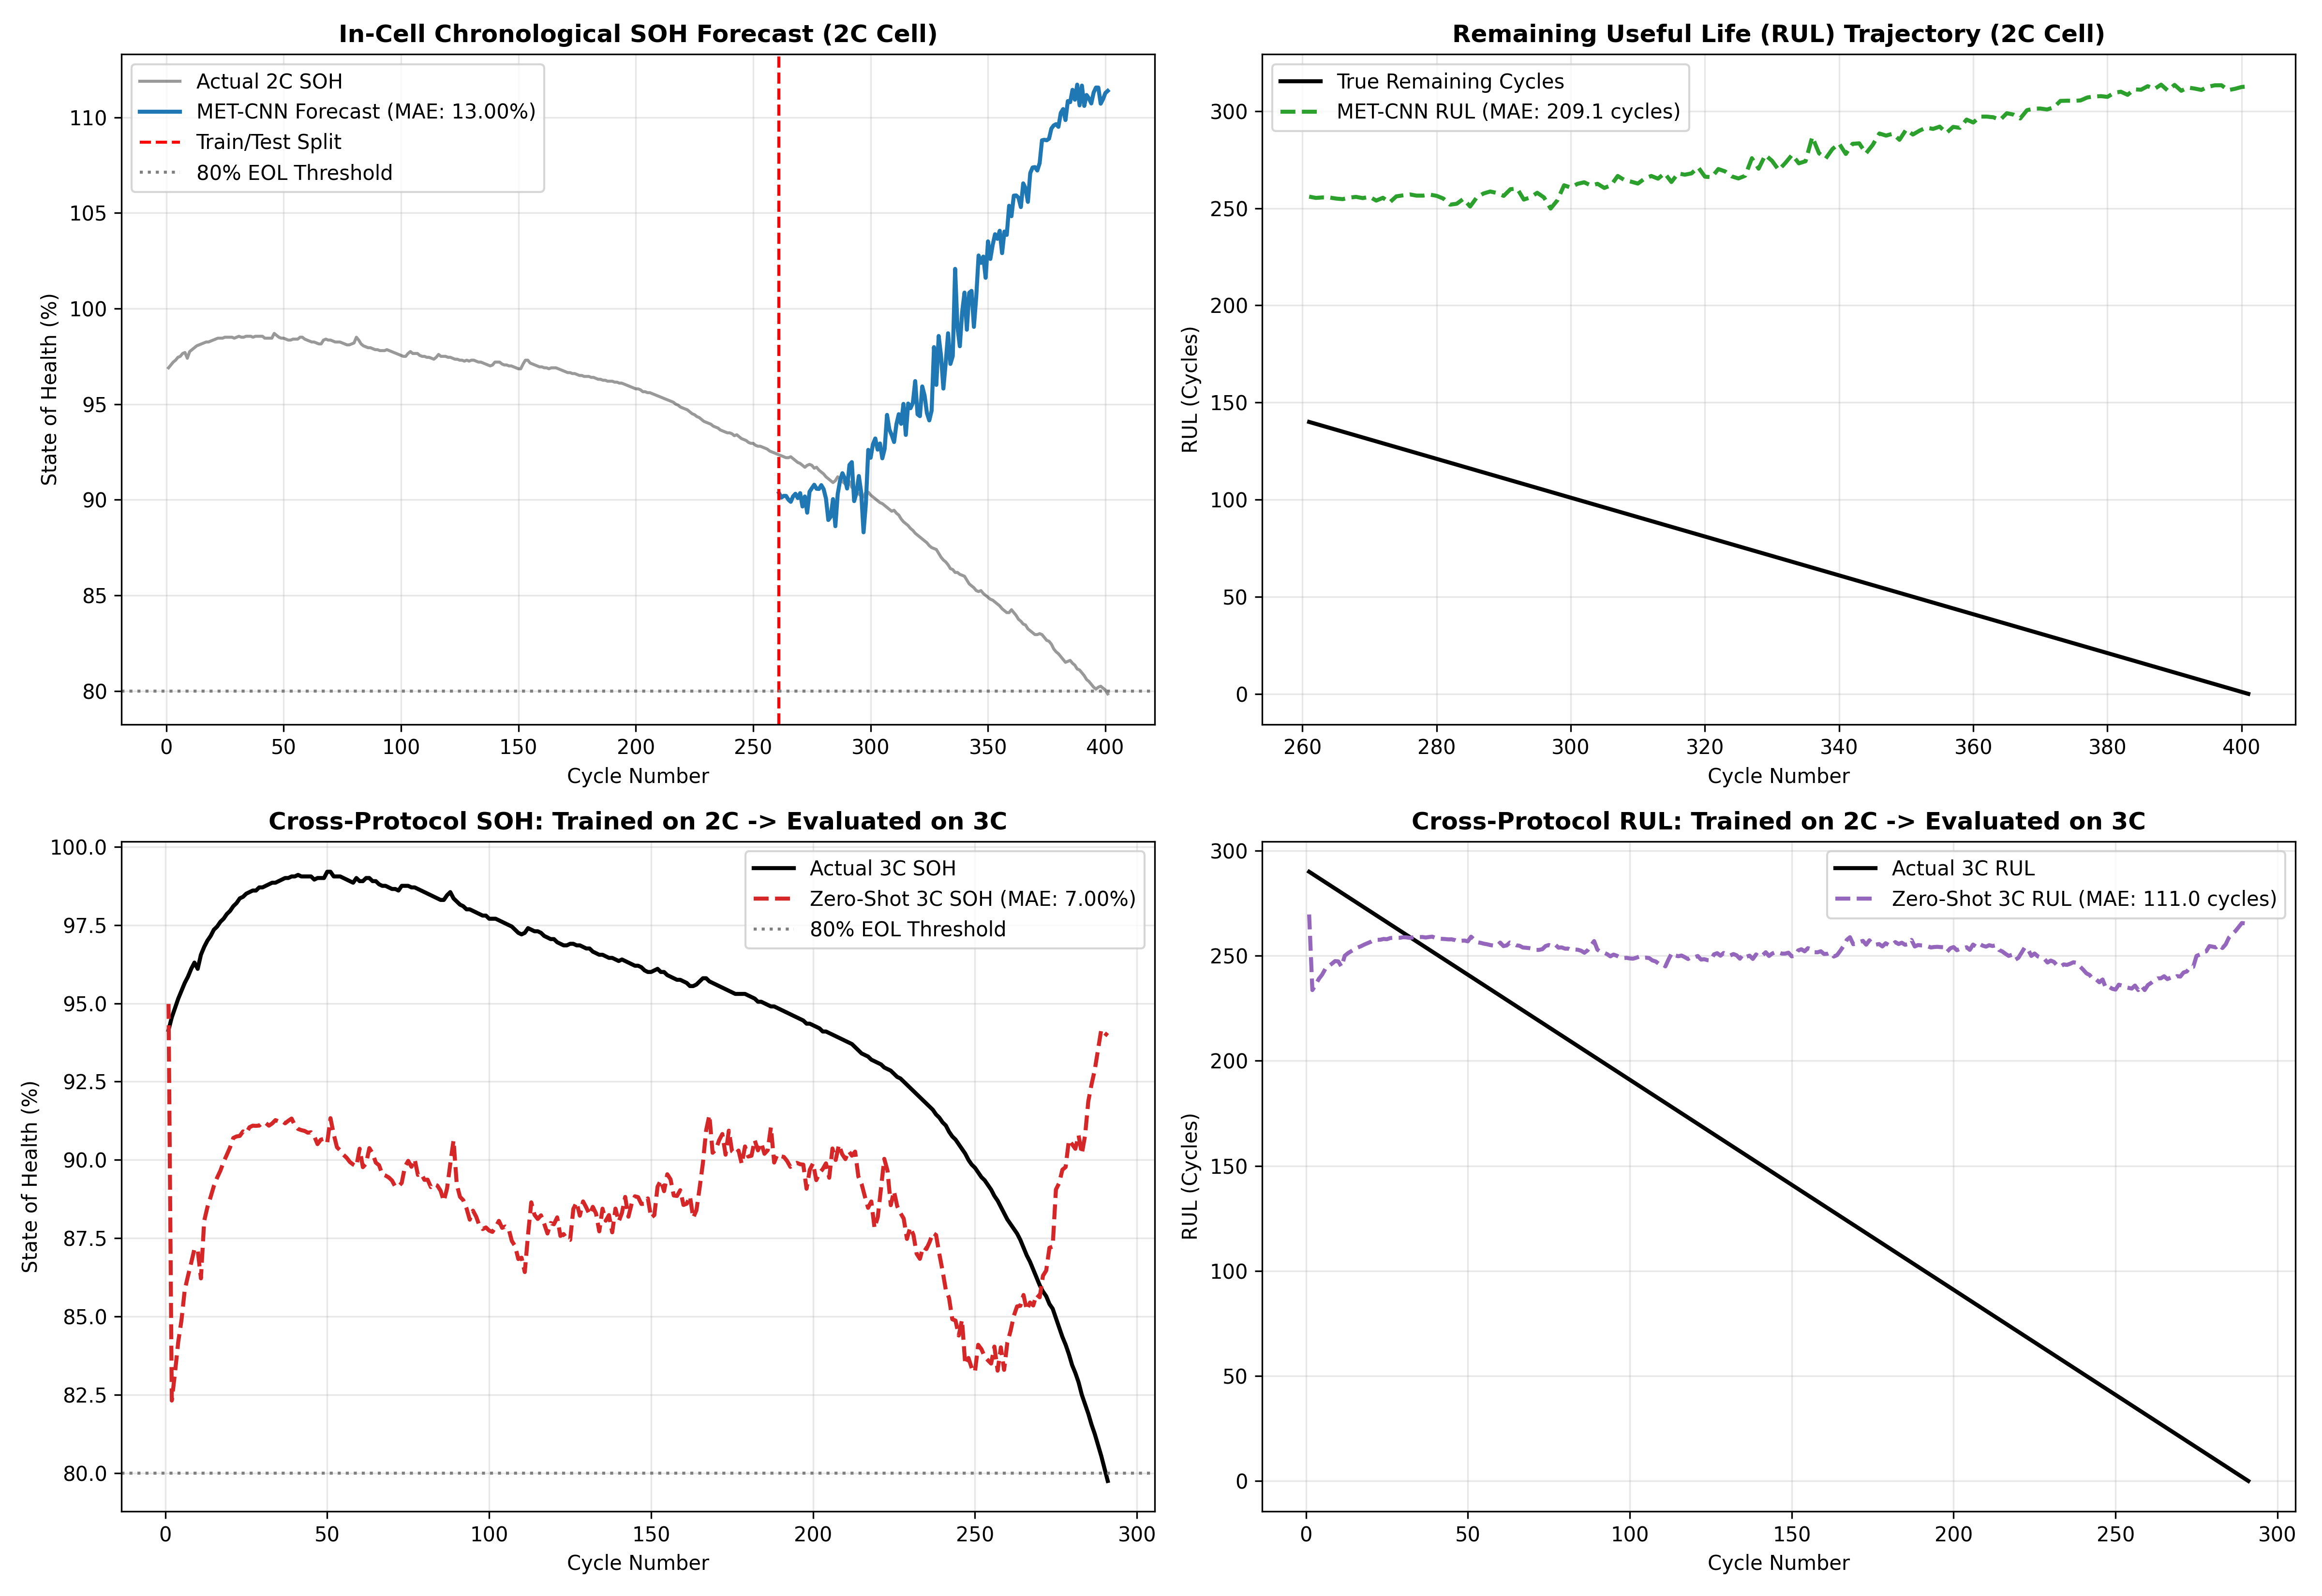 In-Cell Chronological SOH Forecast (2C Cell)
Actual 2C SOH
MET-CNN Forecast (MAE: 13.00%)
Train/Test Split
80% EOL Threshold
State of Health (%)
110
105
100
95
90
85
80
0 50 100 150 200 250 300 350 400
Cycle Number
Remaining Useful Life (RUL) Trajectory (2C Cell)
True Remaining Cycles
MET-CNN RUL (MAE: 209.1 cycles)
RUL (Cycles)
300
250
200
150
100
50
0
260 280 300 320 340 360 380 400
Cycle Number
Cross-Protocol SOH: Trained on 2C -> Evaluated on 3C
Actual 3C SOH
Zero-Shot 3C SOH (MAE: 7.00%)
80% EOL Threshold
State of Health (%)
100.0
97.5
95.0
92.5
90.0
87.5
85.0
82.5
80.0
0 50 100 150 200 250 300
Cycle Number
Cross-Protocol RUL: Trained on 2C -> Evaluated on 3C
Actual 3C RUL
Zero-Shot 3C RUL (MAE: 111.0 cycles)
RUL (Cycles)
300
250
200
150
100
50
0
0 50 100 150 200 250 300
Cycle Number